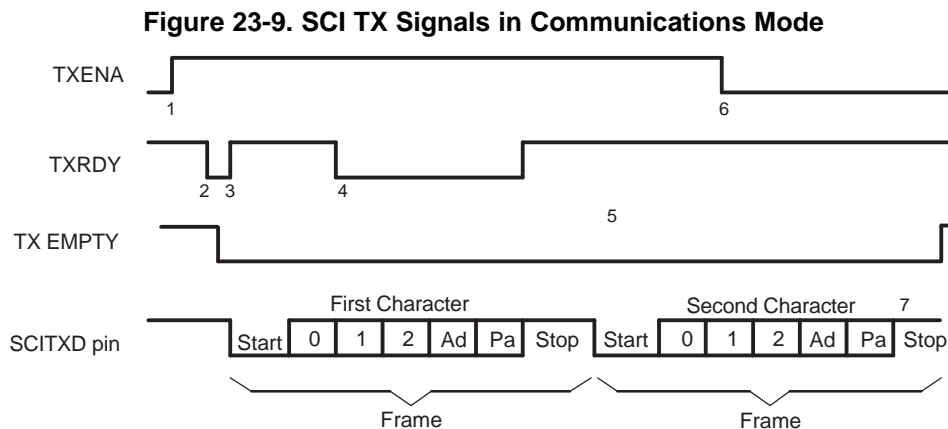 Figure 23-9. SCI TX Signals in Communications Mode
TXENA
1 6
TXRDY
2 3 4
5
TX EMPTY
First Character Second Character 7
SCITXD pin Start 0 1 2 Ad Pa Stop Start 0 1 2 Ad Pa Stop
Frame Frame